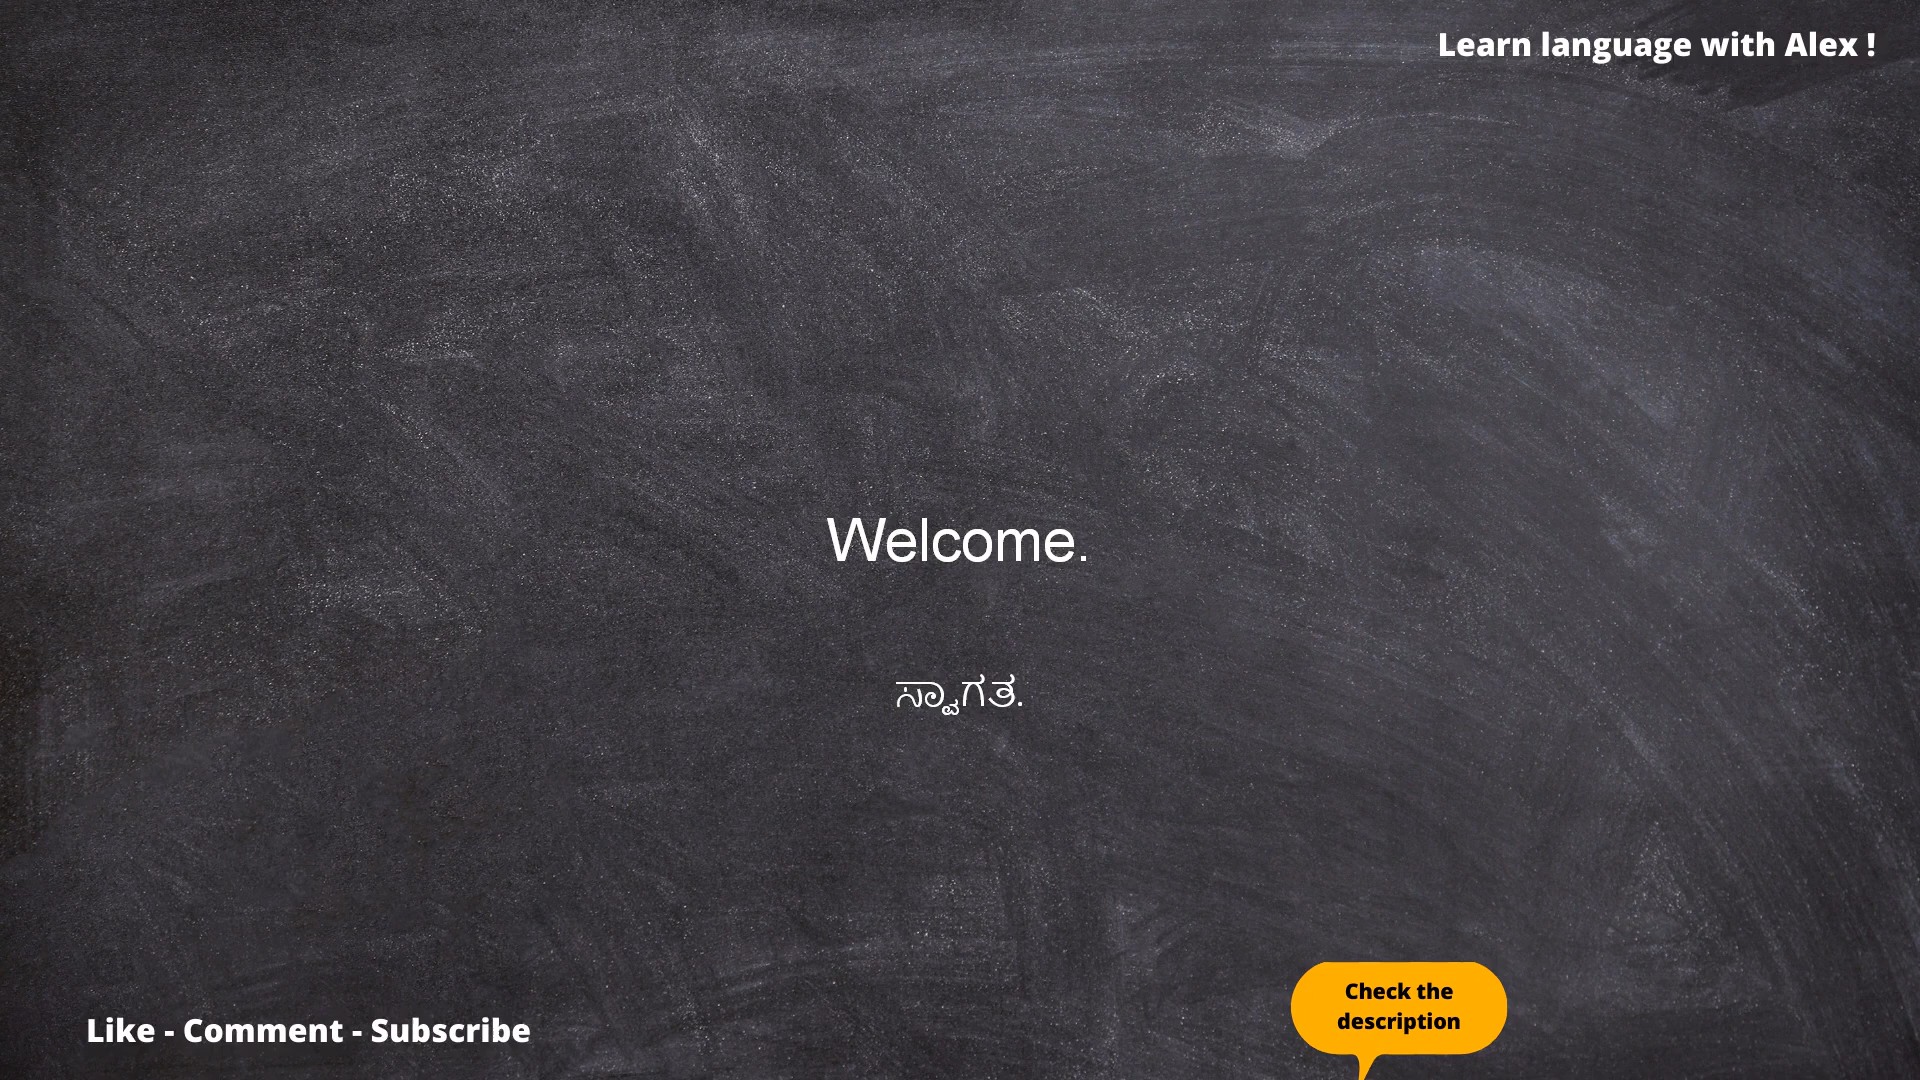 Learn language with Alex !
Welcome.
ಸ್ವಾಗತ.
Check the
description
Like - Comment - Subscribe